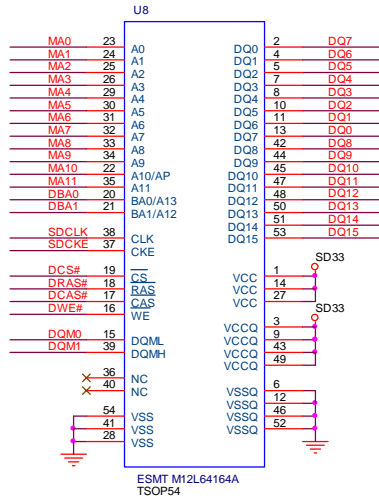 U8
MA0 23 A0 DQ0 2 DQ7
MA1 24 A1 DQ1 4 DQ6
MA2 25 A2 DQ2 5 DQ5
MA3 26 A3 DQ3 7 DQ4
MA4 29 A4 DQ4 8 DQ3
MA5 30 A5 DQ5 10 DQ2
MA6 31 A6 DQ6 11 DQ1
MA7 32 A7 DQ7 13 DQ0
MA8 33 A8 DQ8 42 DQ8
MA9 34 A9 DQ9 44 DQ9
MA10 22 A10/AP DQ10 45 DQ10
MA11 35 A11 DQ11 47 DQ11
DBA0 20 BA0/A13 DQ12 48 DQ12
DBA1 21 BA1/A12 DQ13 50 DQ13
DQ14 51 DQ14
SDCLK 38 CLK DQ15 53 DQ15
SDCKE 37 CKE
SD33
DCS# 19 CS VCC 1
DRAS# 18 RAS VCC 14
DCAS# 17 CAS VCC 27
DWE# 16 WE
SD33
DQM0 15 DQML VCCQ 3
DQM1 39 DQMH VCCQ 9
VCCQ 43
VCCQ 49
36 NC
40 NC VSSQ 6
VSSQ 12
54 VSS VSSQ 46
41 VSS VSSQ 52
28 VSS
ESMT M12L64164A
TSOP54